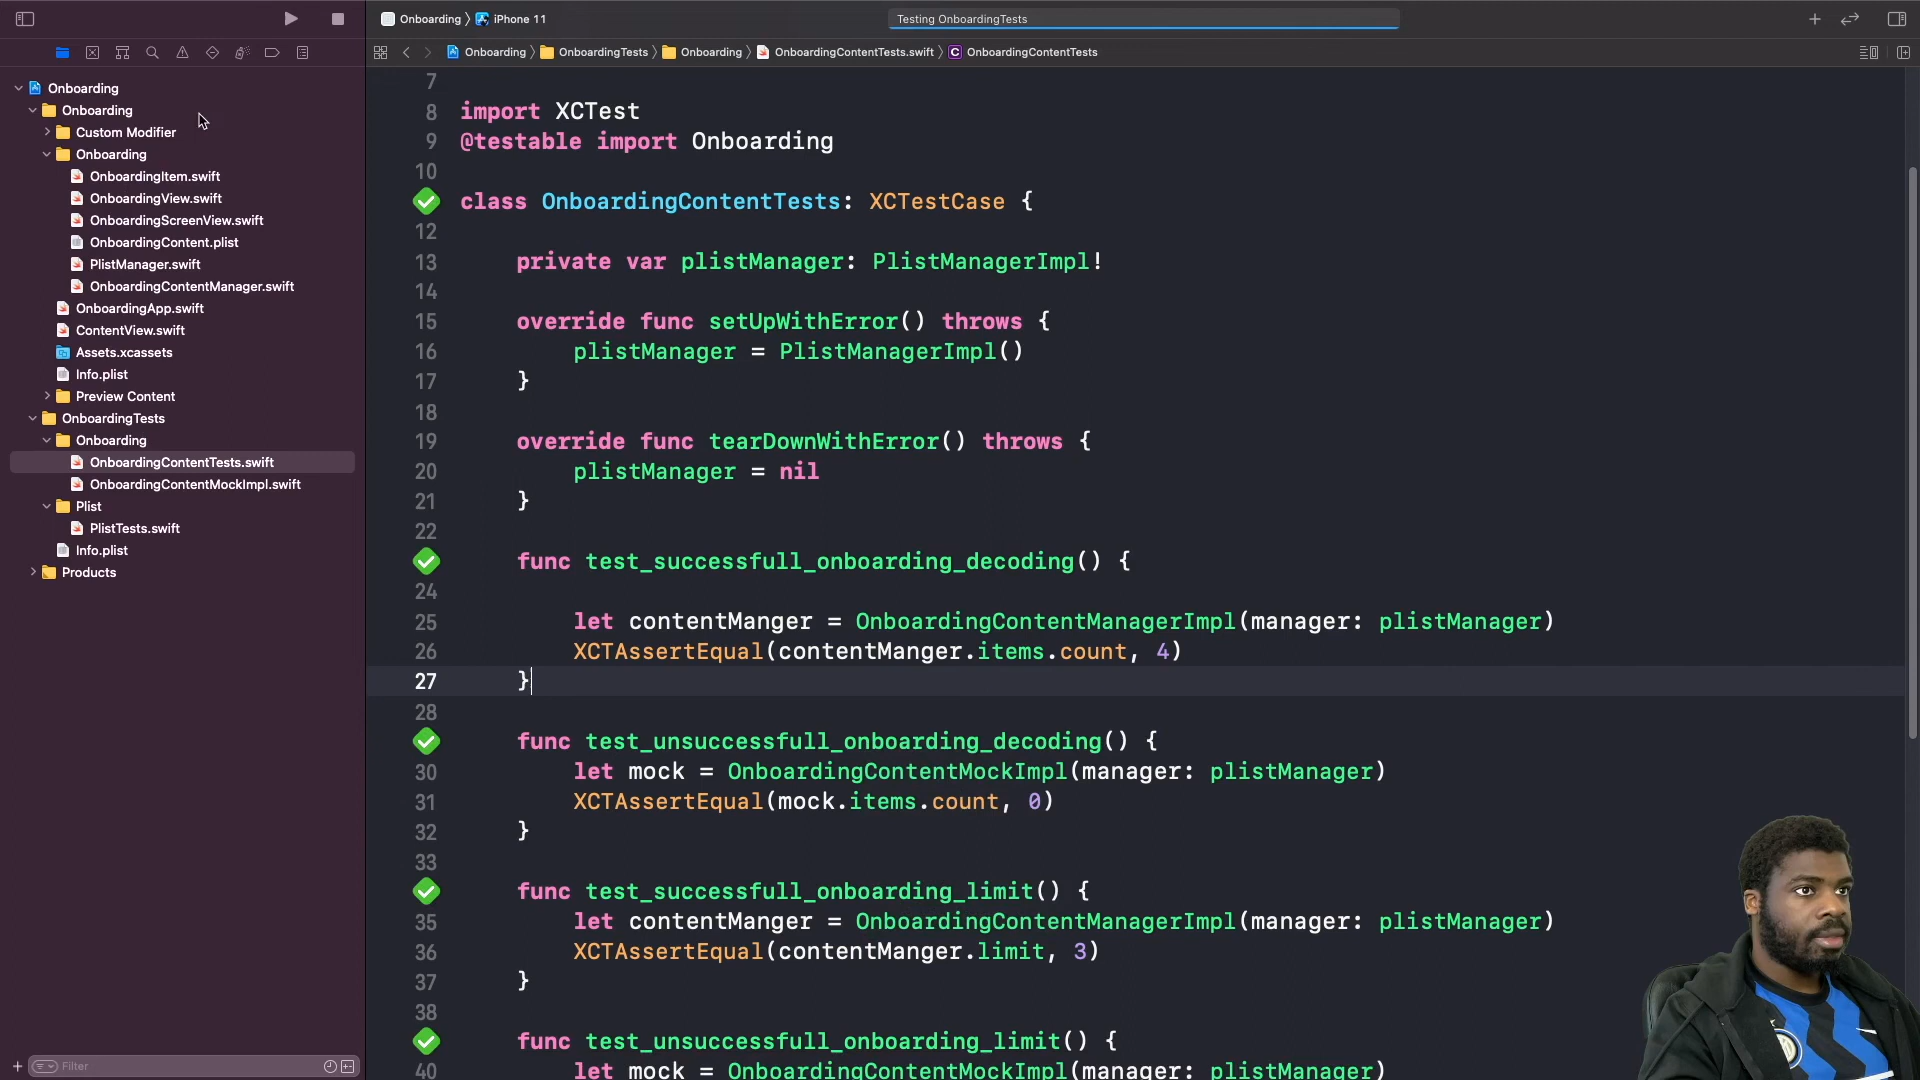 Onboarding ⟩ iPhone 11
Testing OnboardingTests
Onboarding ⟩ OnboardingTests ⟩ Onboarding ⟩ OnboardingContentTests.swift ⟩ C OnboardingContentTests
Onboarding
Onboarding
Custom Modifier
Onboarding
OnboardingItem.swift
OnboardingView.swift
OnboardingScreenView.swift
OnboardingContent.plist
PlistManager.swift
OnboardingContentManager.swift
OnboardingApp.swift
ContentView.swift
Assets.xcassets
Info.plist
Preview Content
OnboardingTests
Onboarding
OnboardingContentTests.swift
OnboardingContentMockImpl.swift
Plist
PlistTests.swift
Info.plist
Products
Filter
7
8 import XCTest
9 @testable import Onboarding
10
class OnboardingContentTests: XCTestCase {
12
13 private var plistManager: PlistManagerImpl!
14
15 override func setUpWithError() throws {
16 plistManager = PlistManagerImpl()
17 }
18
19 override func tearDownWithError() throws {
20 plistManager = nil
21 }
22
func test_successfull_onboarding_decoding() {
24
25 let contentManger = OnboardingContentManagerImpl(manager: plistManager)
26 XCTAssertEqual(contentManger.items.count, 4)
27 }
28
func test_unsuccessfull_onboarding_decoding() {
30 let mock = OnboardingContentMockImpl(manager: plistManager)
31 XCTAssertEqual(mock.items.count, 0)
32 }
33
func test_successfull_onboarding_limit() {
35 let contentManger = OnboardingContentManagerImpl(manager: plistManager)
36 XCTAssertEqual(contentManger.limit, 3)
37 }
38
func test_unsuccessfull_onboarding_limit() {
40 let mock = OnboardingContentMockImpl(manager: plistManager)